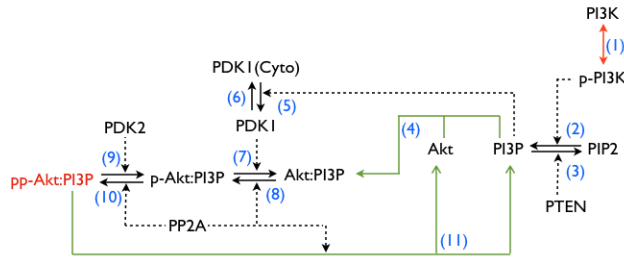 PI3K
(1)
p-PI3K
PDK1(Cyto)
(6) (5)
PDK1
PDK2
(4)
(2)
Akt PI3P PIP2
(3)
(9) (7)
pp-Akt:PI3P p-Akt:PI3P Akt:PI3P
(10) (8)
PTEN
PP2A
(11)